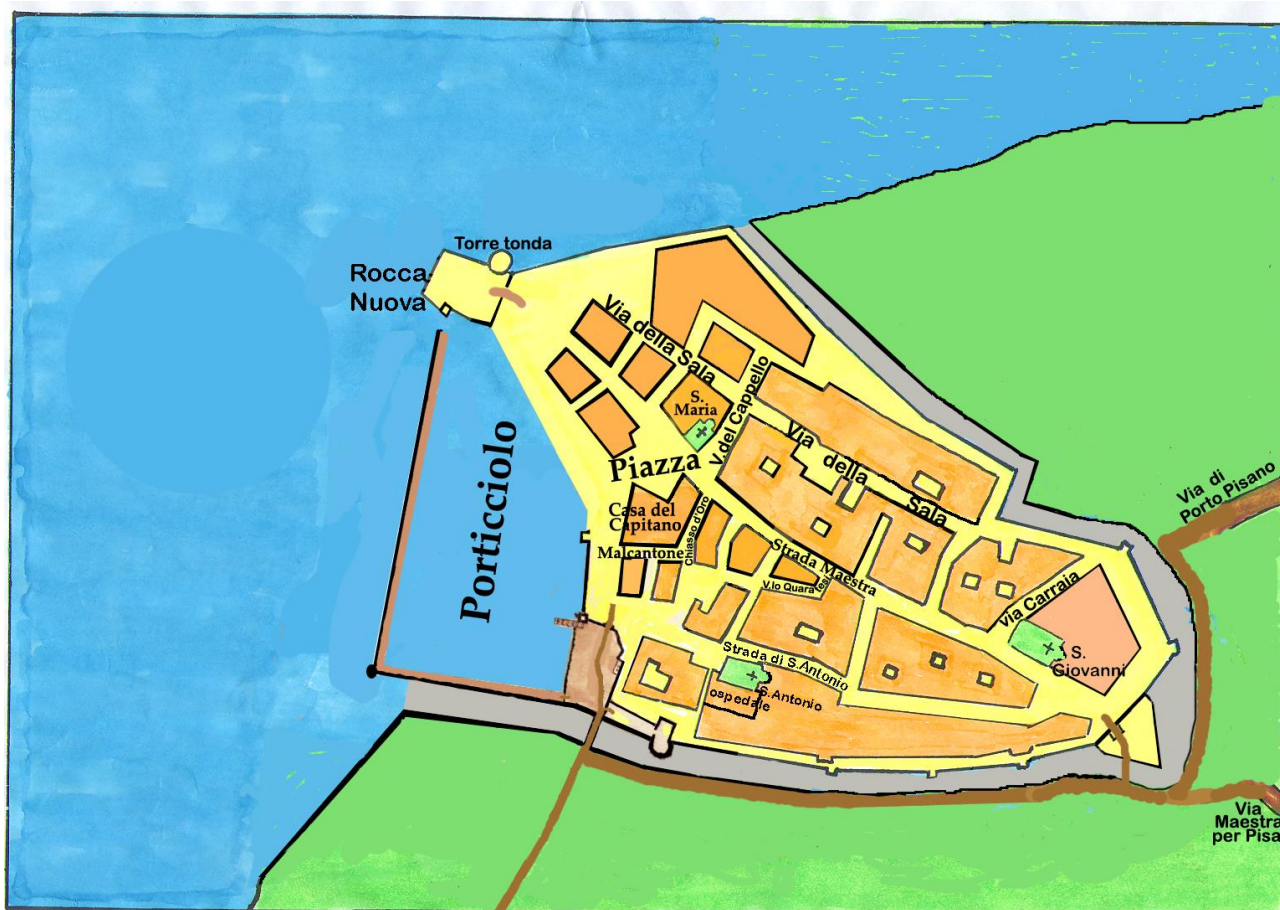 Torre tonda
Rocca
Nuova
Via della Sala
S.
Maria
V. del Cappello
Piazza
Via della Sala
Porticciolo
Casa del
Capitano
Chiasso d'Oro
Malcantone
Strada Maestra
V.lo Quaratesi
Via di
Porto Pisano
Via Carraia
S.
Giovanni
Strada di S.Antonio
S.Antonio
ospedale
Via
Maestra
per Pisa